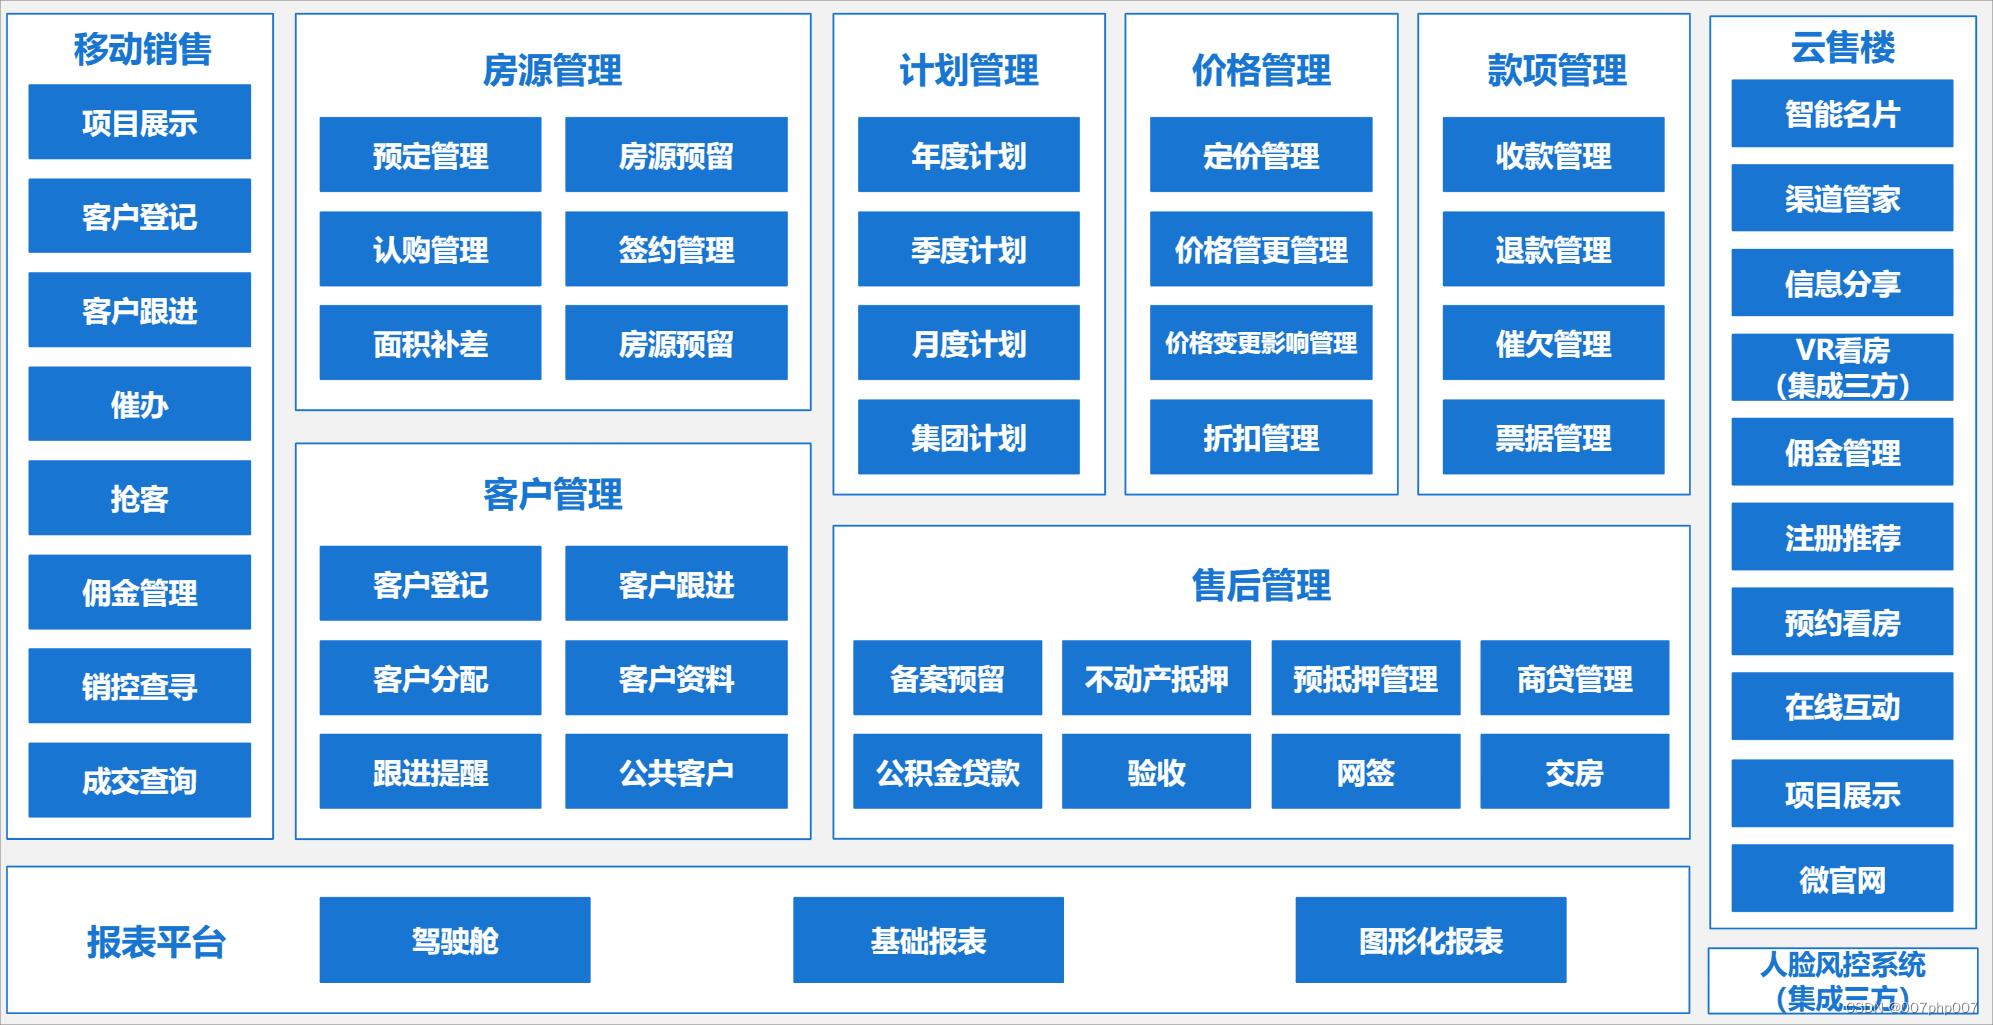 移动销售
项目展示
客户登记
客户跟进
催办
抢客
佣金管理
销控查寻
成交查询
房源管理
预定管理
房源预留
认购管理
签约管理
面积补差
房源预留
客户管理
客户登记
客户跟进
客户分配
客户资料
跟进提醒
公共客户
计划管理
年度计划
季度计划
月度计划
集团计划
价格管理
定价管理
价格管更管理
价格变更影响管理
折扣管理
款项管理
收款管理
退款管理
催欠管理
票据管理
售后管理
备案预留
不动产抵押
预抵押管理
商贷管理
公积金贷款
验收
网签
交房
云售楼
智能名片
渠道管家
信息分享
VR看房
（集成三方）
佣金管理
注册推荐
预约看房
在线互动
项目展示
微官网
报表平台
驾驶舱
基础报表
图形化报表
人脸风控系统
（集成三方）
CSDN @007php007